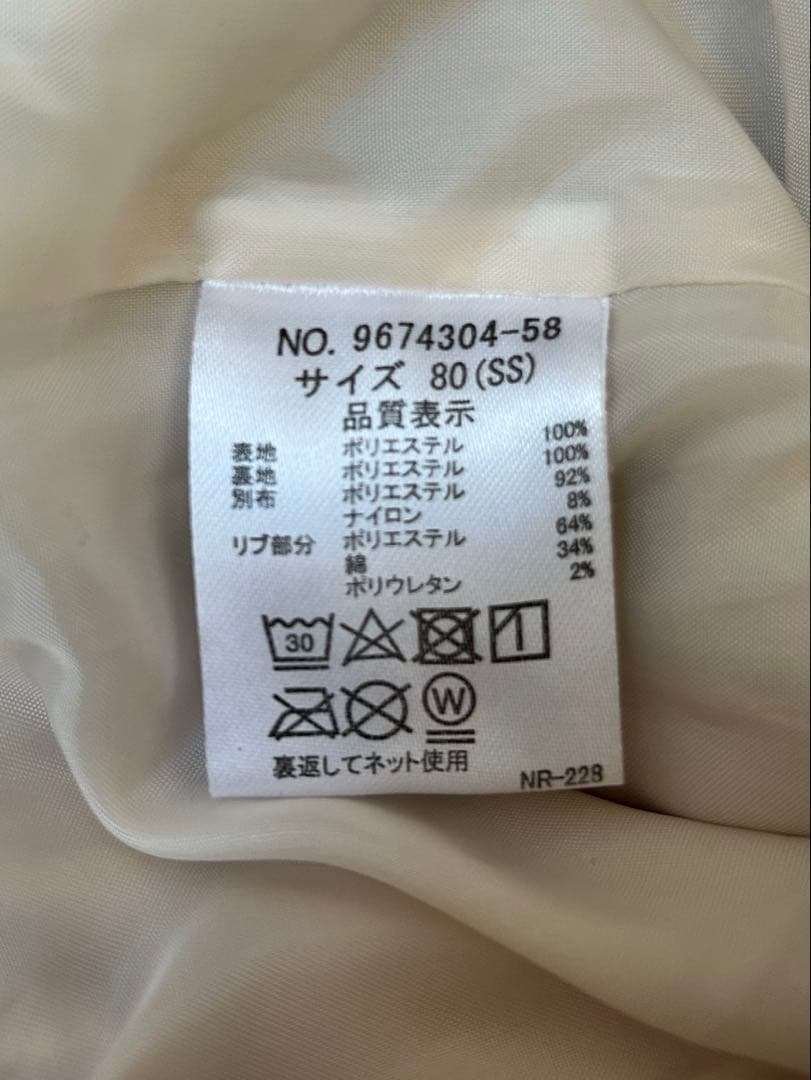 NO. 9674304-58
サイズ 80(SS)
品質表示
表地 ポリエステル 100%
裏地 ポリエステル 100%
別布 ポリエステル 92%
ナイロン 8%
リブ部分 ポリエステル 64%
綿 34%
ポリウレタン 2%
30
W
裏返してネット使用
NR-228